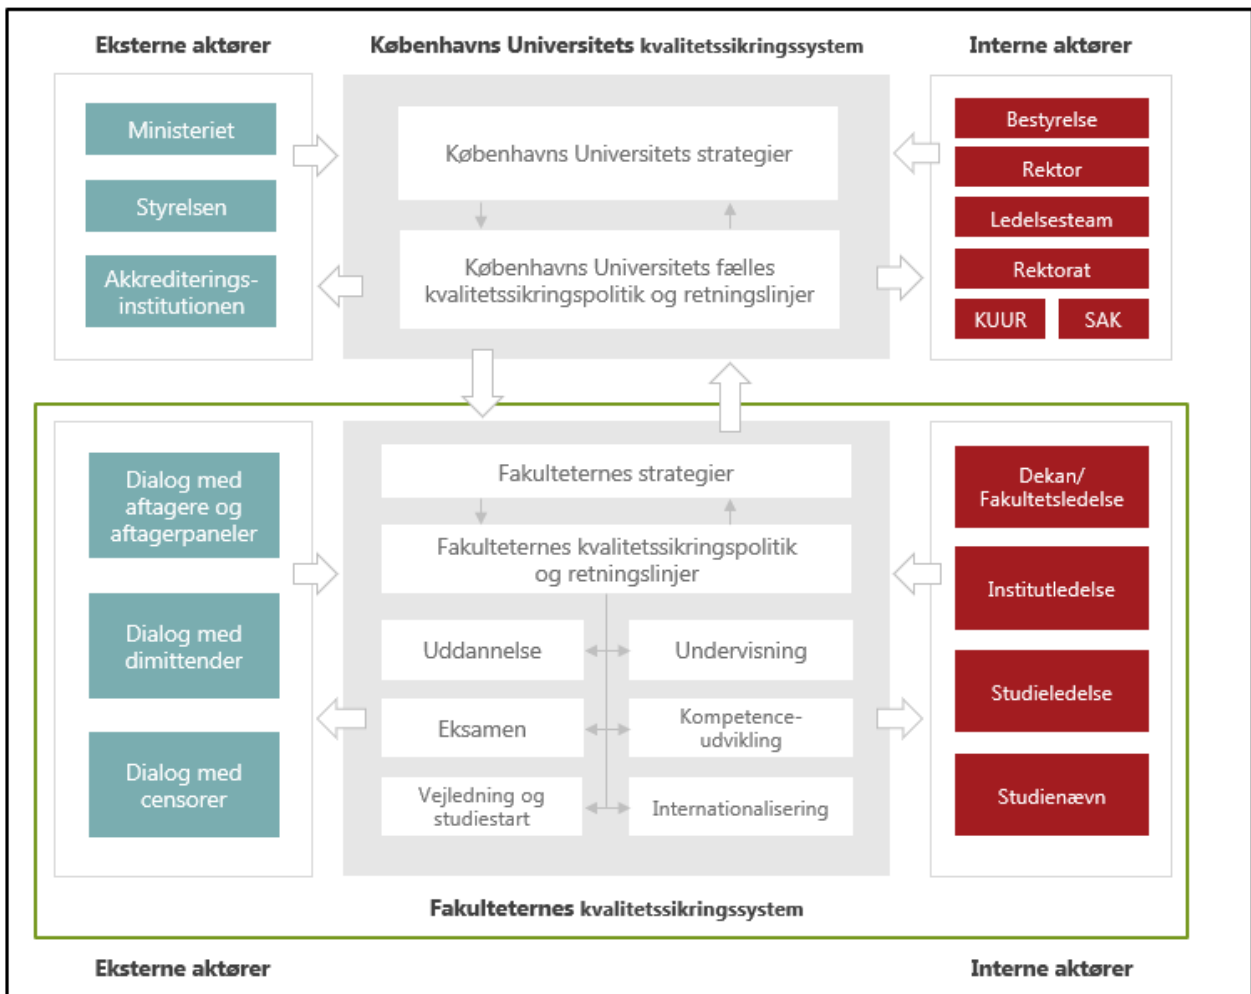 Eksterne aktører
Københavns Universitets kvalitetssikringssystem
Interne aktører
Ministeriet
Styrelsen
Akkrediterings-
institutionen
Københavns Universitets strategier
Københavns Universitets fælles
kvalitetssikringspolitik og retningslinjer
Bestyrelse
Rektor
Ledelsesteam
Rektorat
KUUR
SAK
Dialog med
aftagere og
aftagerpaneler
Dialog med
dimittender
Dialog med
censorer
Fakulteternes strategier
Fakulteternes kvalitetssikringspolitik
og retningslinjer
Uddannelse
Undervisning
Eksamen
Kompetence-
udvikling
Vejledning og
studiestart
Internationalisering
Dekan/
Fakultetsledelse
Institutledelse
Studieledelse
Studienævn
Fakulteternes kvalitetssikringssystem
Eksterne aktører
Interne aktører